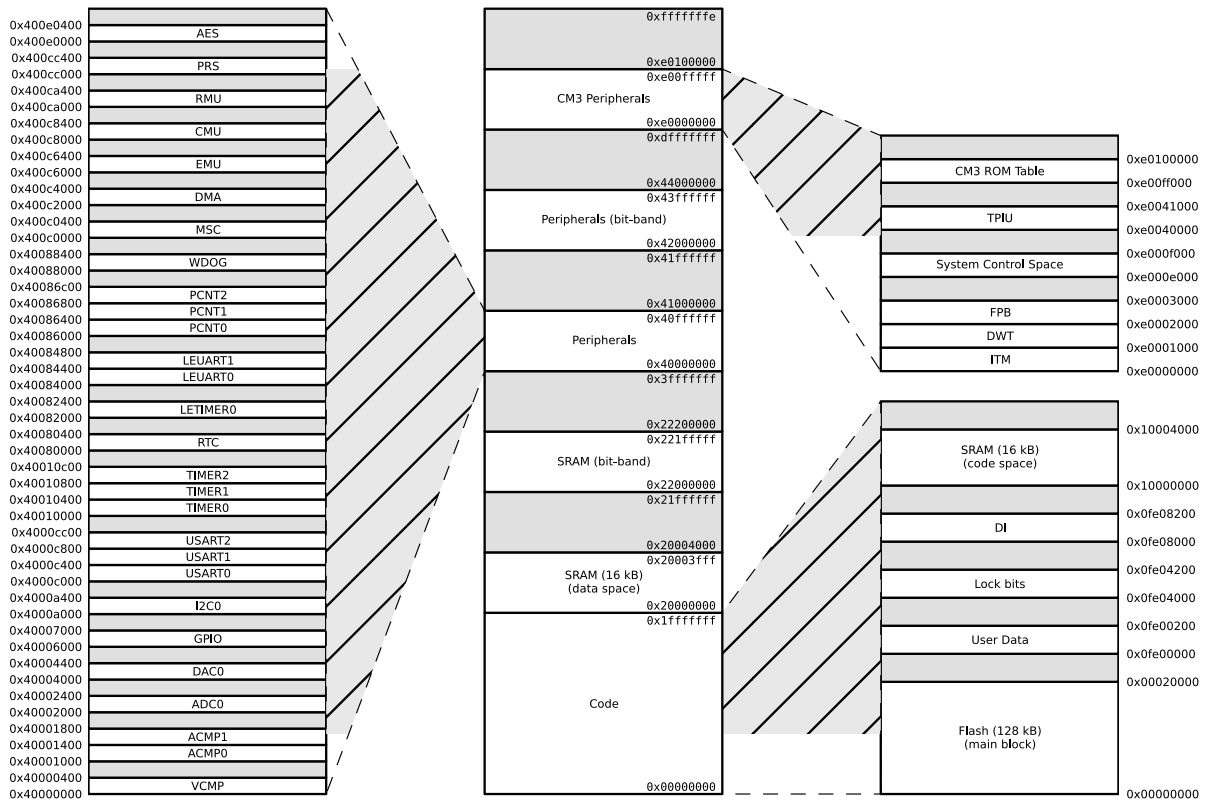 0x400e0400
AES
0x400e0000
0x400cc400
PRS
0x400cc000
0x400ca400
RMU
0x400ca000
0x400c8400
CMU
0x400c8000
0x400c6400
EMU
0x400c6000
0x400c4000
DMA
0x400c2000
0x400c0400
MSC
0x400c0000
0x40088400
WDOG
0x40088000
0x40086c00
PCNT2
0x40086800
PCNT1
0x40086400
PCNT0
0x40086000
0x40084800
LEUART1
0x40084400
LEUART0
0x40084000
0x40082400
LETIMER0
0x40082000
0x40080400
RTC
0x40080000
0x40010c00
TIMER2
0x40010800
TIMER1
0x40010400
TIMER0
0x40010000
0x4000cc00
USART2
0x4000c800
USART1
0x4000c400
USART0
0x4000c000
0x4000a400
I2C0
0x4000a000
0x40007000
GPIO
0x40006000
0x40004400
DAC0
0x40004000
0x40002400
ADC0
0x40002000
0x40001800
ACMP1
0x40001400
ACMP0
0x40001000
0x40000400
VCMP
0x40000000
0xfffffffe
0xe0100000
0xe00fffff
CM3 Peripherals
0xe0000000
0xdfffffff
0x44000000
0x43ffffff
Peripherals (bit-band)
0x42000000
0x41ffffff
0x41000000
0x40ffffff
Peripherals
0x40000000
0x3fffffff
0x22200000
0x221fffff
SRAM (bit-band)
0x22000000
0x21ffffff
0x20004000
0x20003fff
SRAM (16 kB)
(data space)
0x20000000
0x1fffffff
Code
0x00000000
0xe0100000
CM3 ROM Table
0xe00ff000
0xe0041000
TPIU
0xe0040000
0xe000f000
System Control Space
0xe000e000
0xe0003000
FPB
0xe0002000
DWT
0xe0001000
ITM
0xe0000000
0x10004000
SRAM (16 kB)
(code space)
0x10000000
0x0fe08200
DI
0x0fe08000
0x0fe04200
Lock bits
0x0fe04000
0x0fe00200
User Data
0x0fe00000
0x00020000
Flash (128 kB)
(main block)
0x00000000